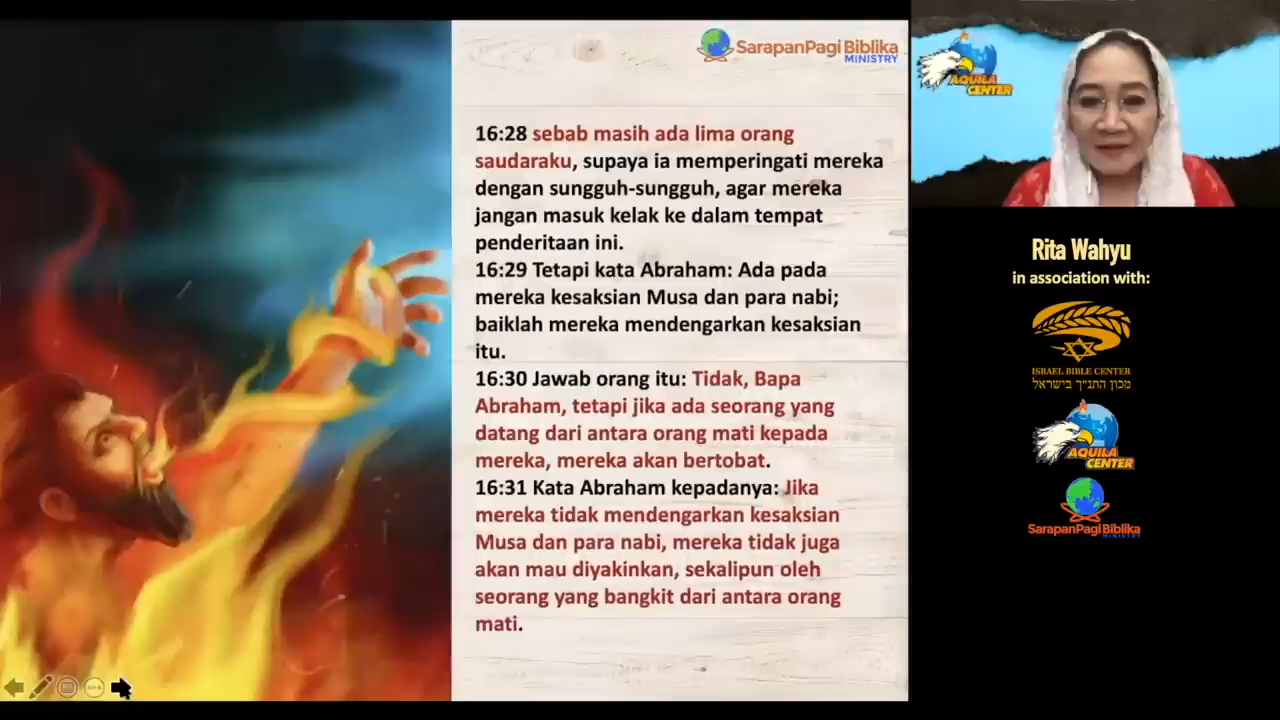 SarapanPagi Biblika
MINISTRY
16:28 sebab masih ada lima orang
saudaraku, supaya ia memperingati mereka
dengan sungguh-sungguh, agar mereka
jangan masuk kelak ke dalam tempat
penderitaan ini.
16:29 Tetapi kata Abraham: Ada pada
mereka kesaksian Musa dan para nabi;
baiklah mereka mendengarkan kesaksian
itu.
16:30 Jawab orang itu: Tidak, Bapa
Abraham, tetapi jika ada seorang yang
datang dari antara orang mati kepada
mereka, mereka akan bertobat.
16:31 Kata Abraham kepadanya: Jika
mereka tidak mendengarkan kesaksian
Musa dan para nabi, mereka tidak juga
akan mau diyakinkan, sekalipun oleh
seorang yang bangkit dari antara orang
mati.
AQUILA
CENTER
Rita Wahyu
in association with:
ISRAEL BIBLE CENTER
מכון התנ״ך בישראל
AQUILA
CENTER
SarapanPagi Biblika
MINISTRY